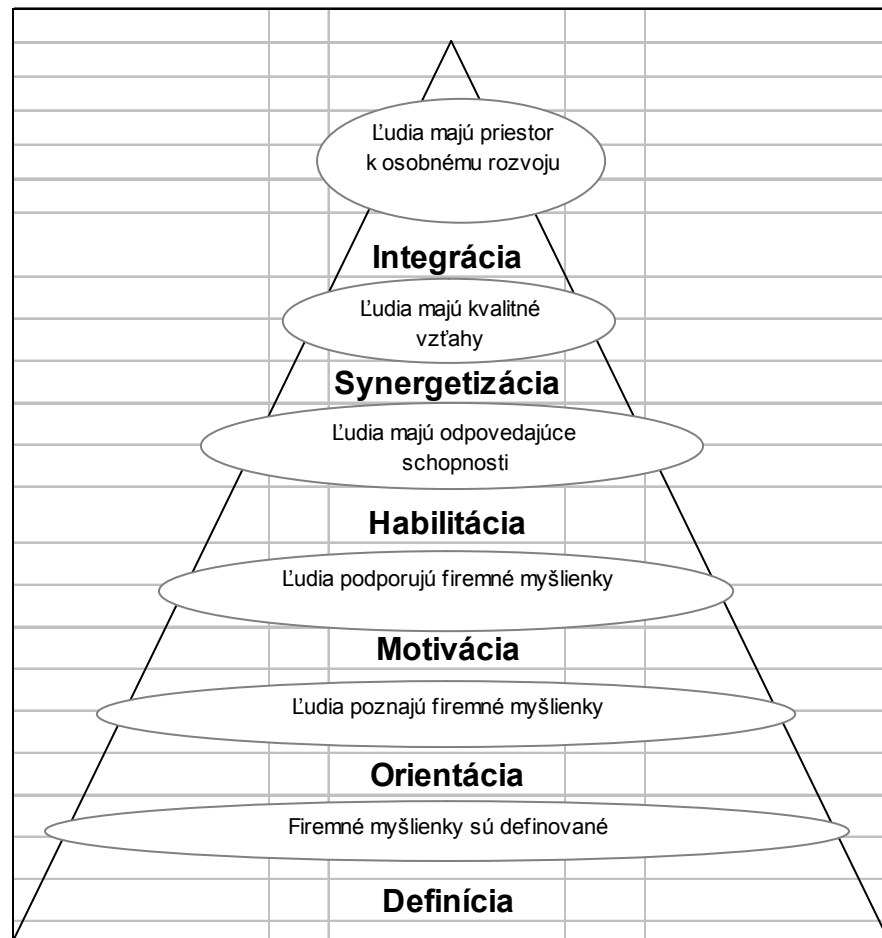 Ľudia majú priestor
k osobnému rozvoju
Integrácia
Ľudia majú kvalitné
vzťahy
Synergetizácia
Ľudia majú odpovedajúce
schopnosti
Habilitácia
Ľudia podporujú firemné myšlienky
Motivácia
Ľudia poznajú firemné myšlienky
Orientácia
Firemné myšlienky sú definované
Definícia